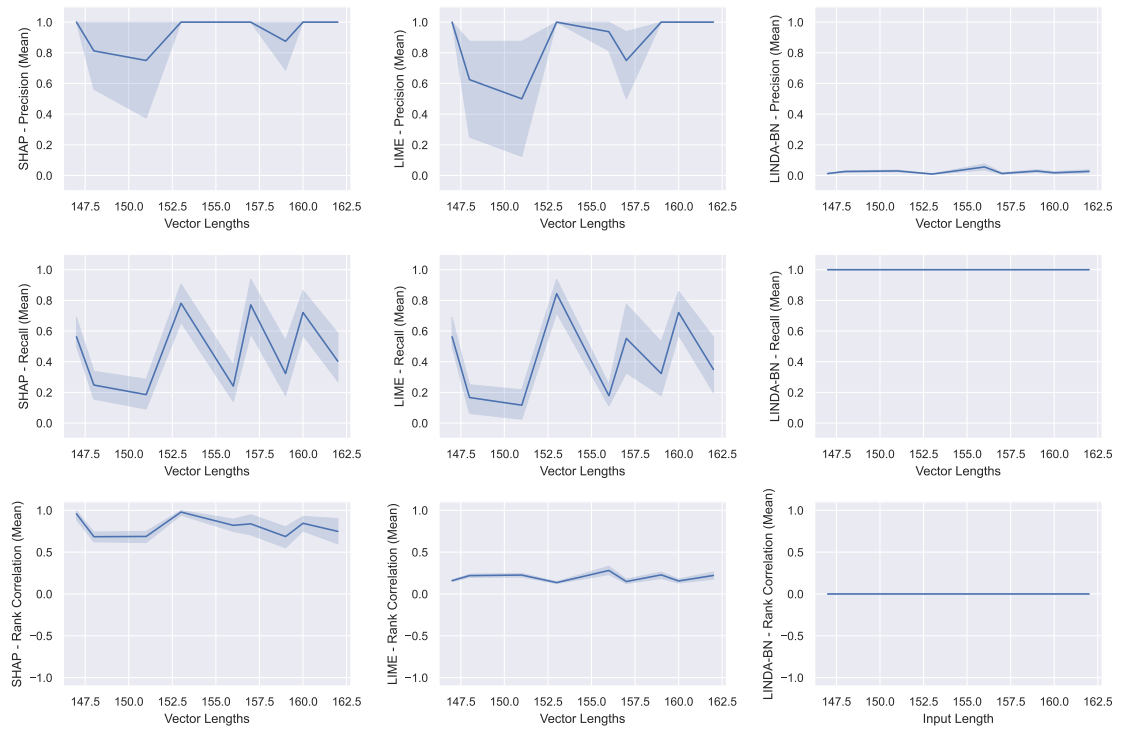 SHAP - Precision (Mean)
1.0
0.8
0.6
0.4
0.2
0.0
147.5 150.0 152.5 155.0 157.5 160.0 162.5
Vector Lengths
LIME - Precision (Mean)
1.0
0.8
0.6
0.4
0.2
0.0
147.5 150.0 152.5 155.0 157.5 160.0 162.5
Vector Lengths
LINDA-BN - Precision (Mean)
1.0
0.8
0.6
0.4
0.2
0.0
147.5 150.0 152.5 155.0 157.5 160.0 162.5
Vector Lengths
SHAP - Recall (Mean)
1.0
0.8
0.6
0.4
0.2
0.0
147.5 150.0 152.5 155.0 157.5 160.0 162.5
Vector Lengths
LIME - Recall (Mean)
1.0
0.8
0.6
0.4
0.2
0.0
147.5 150.0 152.5 155.0 157.5 160.0 162.5
Vector Lengths
LINDA-BN - Recall (Mean)
1.0
0.8
0.6
0.4
0.2
0.0
147.5 150.0 152.5 155.0 157.5 160.0 162.5
Vector Lengths
SHAP - Rank Correlation (Mean)
1.0
0.5
0.0
−0.5
−1.0
147.5 150.0 152.5 155.0 157.5 160.0 162.5
Vector Lengths
LIME - Rank Correlation (Mean)
1.0
0.5
0.0
−0.5
−1.0
147.5 150.0 152.5 155.0 157.5 160.0 162.5
Vector Lengths
LINDA-BN - Rank Correlation (Mean)
1.0
0.5
0.0
−0.5
−1.0
147.5 150.0 152.5 155.0 157.5 160.0 162.5
Input Length